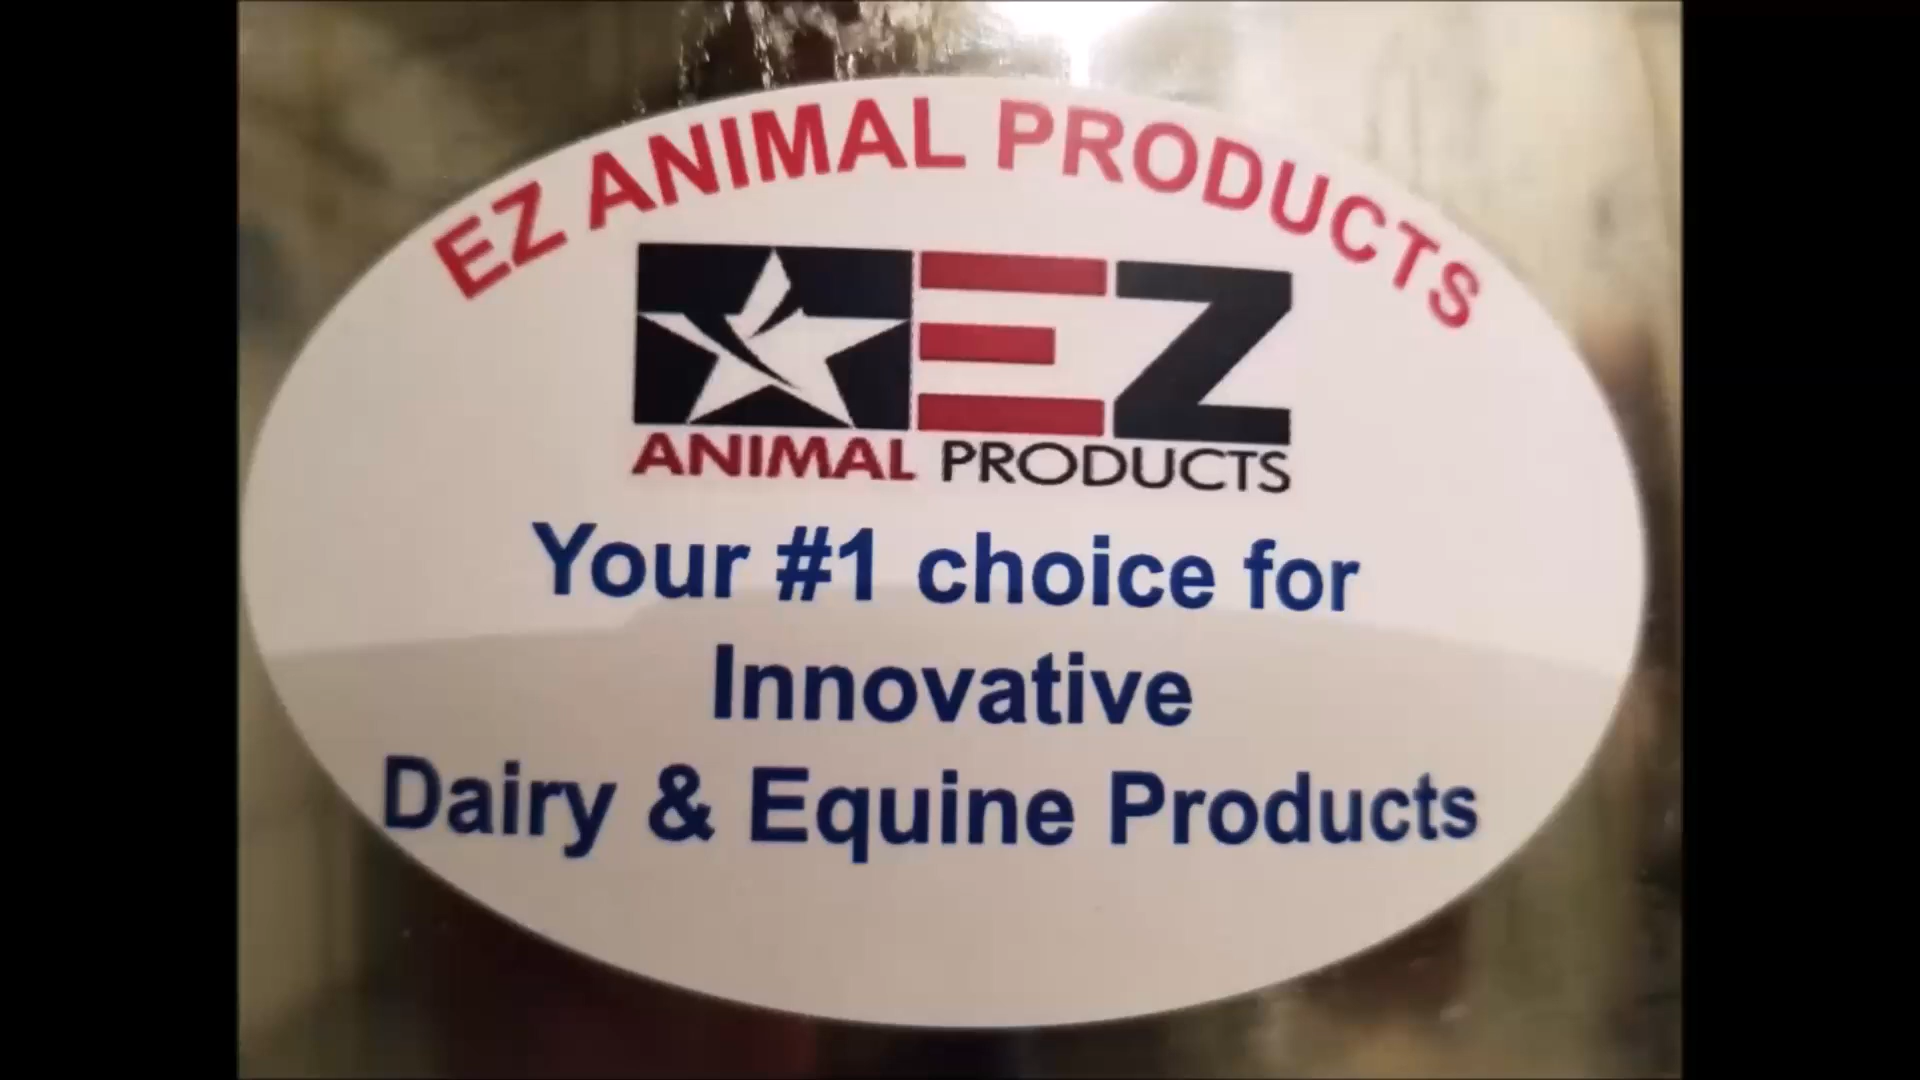 EZ ANIMAL PRODUCTS
EZ
ANIMAL PRODUCTS
Your #1 choice for
Innovative
Dairy & Equine Products